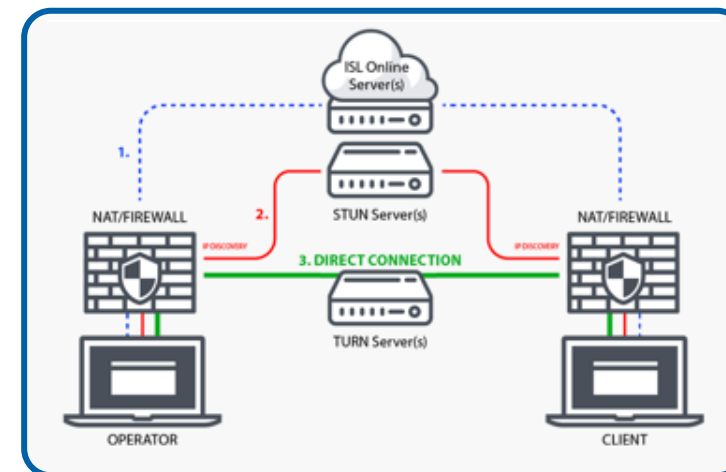 ISL Online
Server(s)
1.
STUN Server(s)
2.
NAT/FIREWALL
NAT/FIREWALL
IP DISCOVERY
IP DISCOVERY
3. DIRECT CONNECTION
TURN Server(s)
OPERATOR
CLIENT